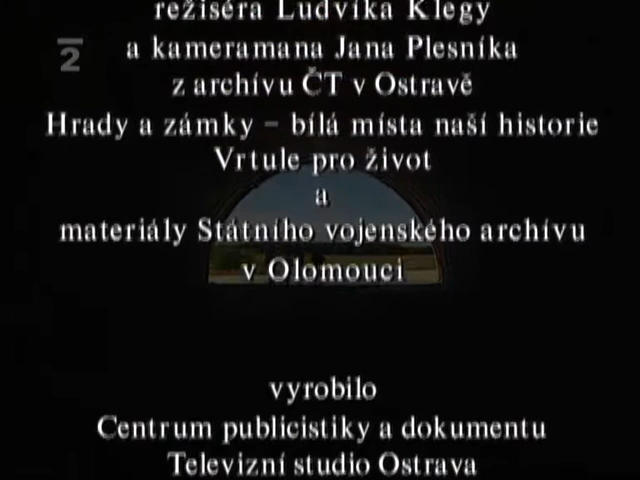 režiséra Ludvíka Klegy
2
a kameramana Jana Plesníka
z archívu ČT v Ostravě
Hrady a zámky – bílá místa naší historie
Vrtule pro život
a
materiály Státního vojenského archívu
v Olomouci
vyrobilo
Centrum publicistiky a dokumentu
Televizní studio Ostrava